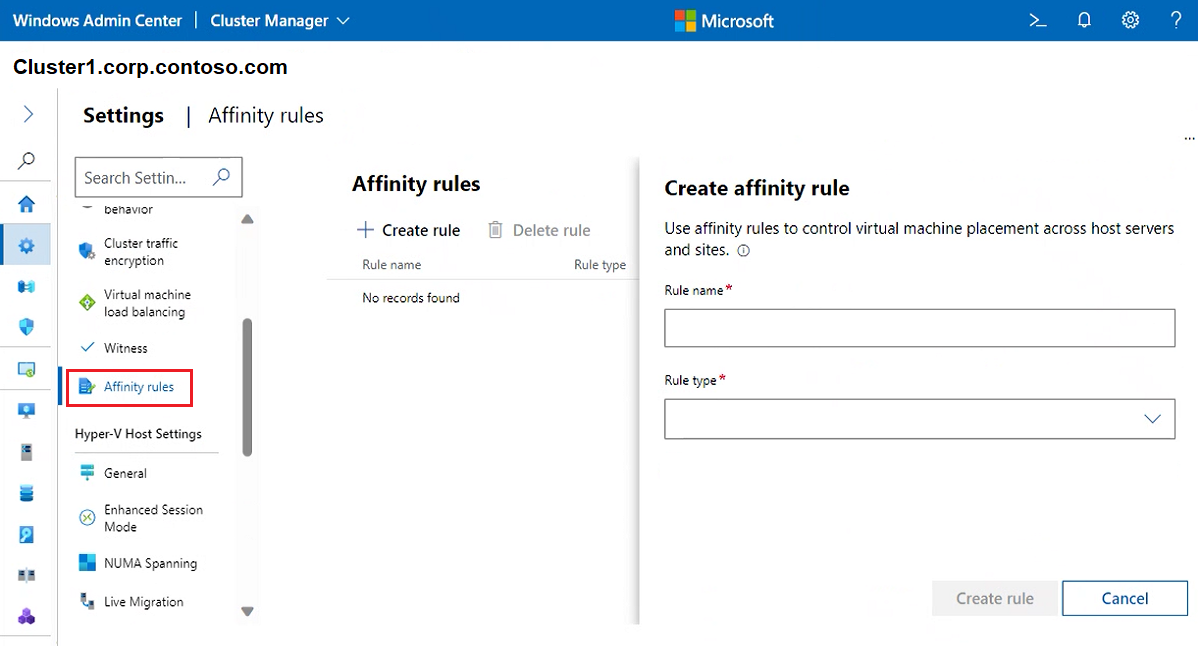 Windows Admin Center | Cluster Manager
Microsoft
>_
?
Cluster1.corp.contoso.com
Settings | Affinity rules
...
Search Settin...
behavior
Cluster traffic
encryption
Virtual machine
load balancing
Witness
Affinity rules
Hyper-V Host Settings
General
Enhanced Session
Mode
NUMA Spanning
Live Migration
Affinity rules
+ Create rule
Delete rule
Rule name
Rule type
No records found
Create affinity rule
Use affinity rules to control virtual machine placement across host servers
and sites.
Rule name*
Rule type*
Create rule
Cancel